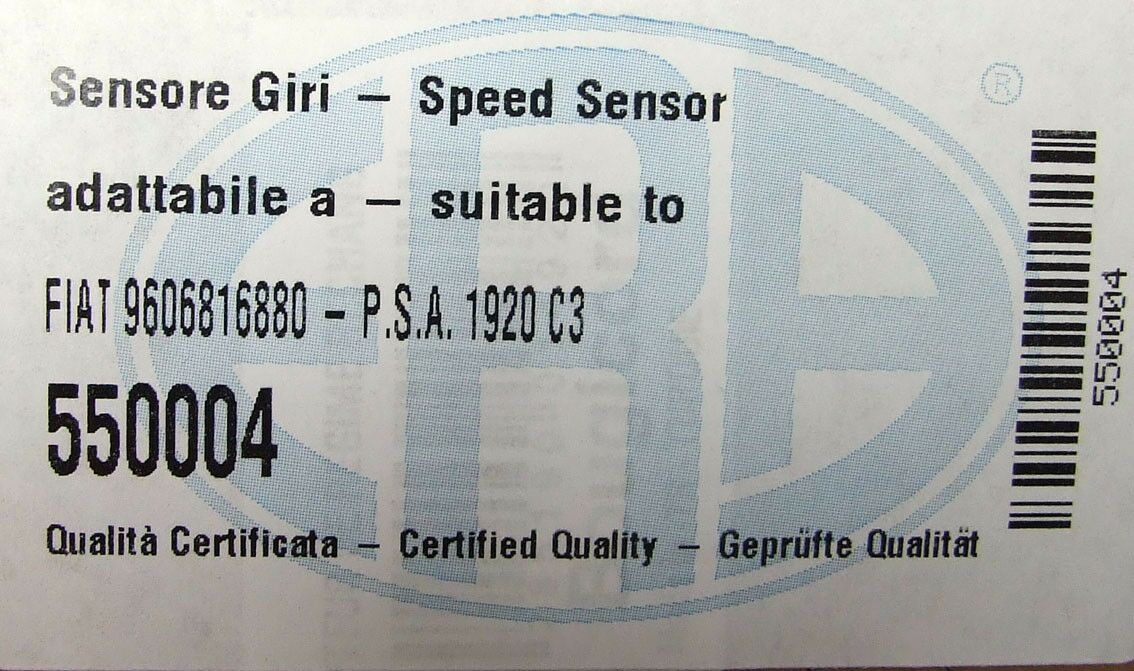 Sensore Giri – Speed Sensor
adattabile a – suitable to
FIAT 9606816880 – P.S.A. 1920 C3
550004
Qualità Certificata – Certified Quality – Geprüfte Qualität
ERA
®
550004